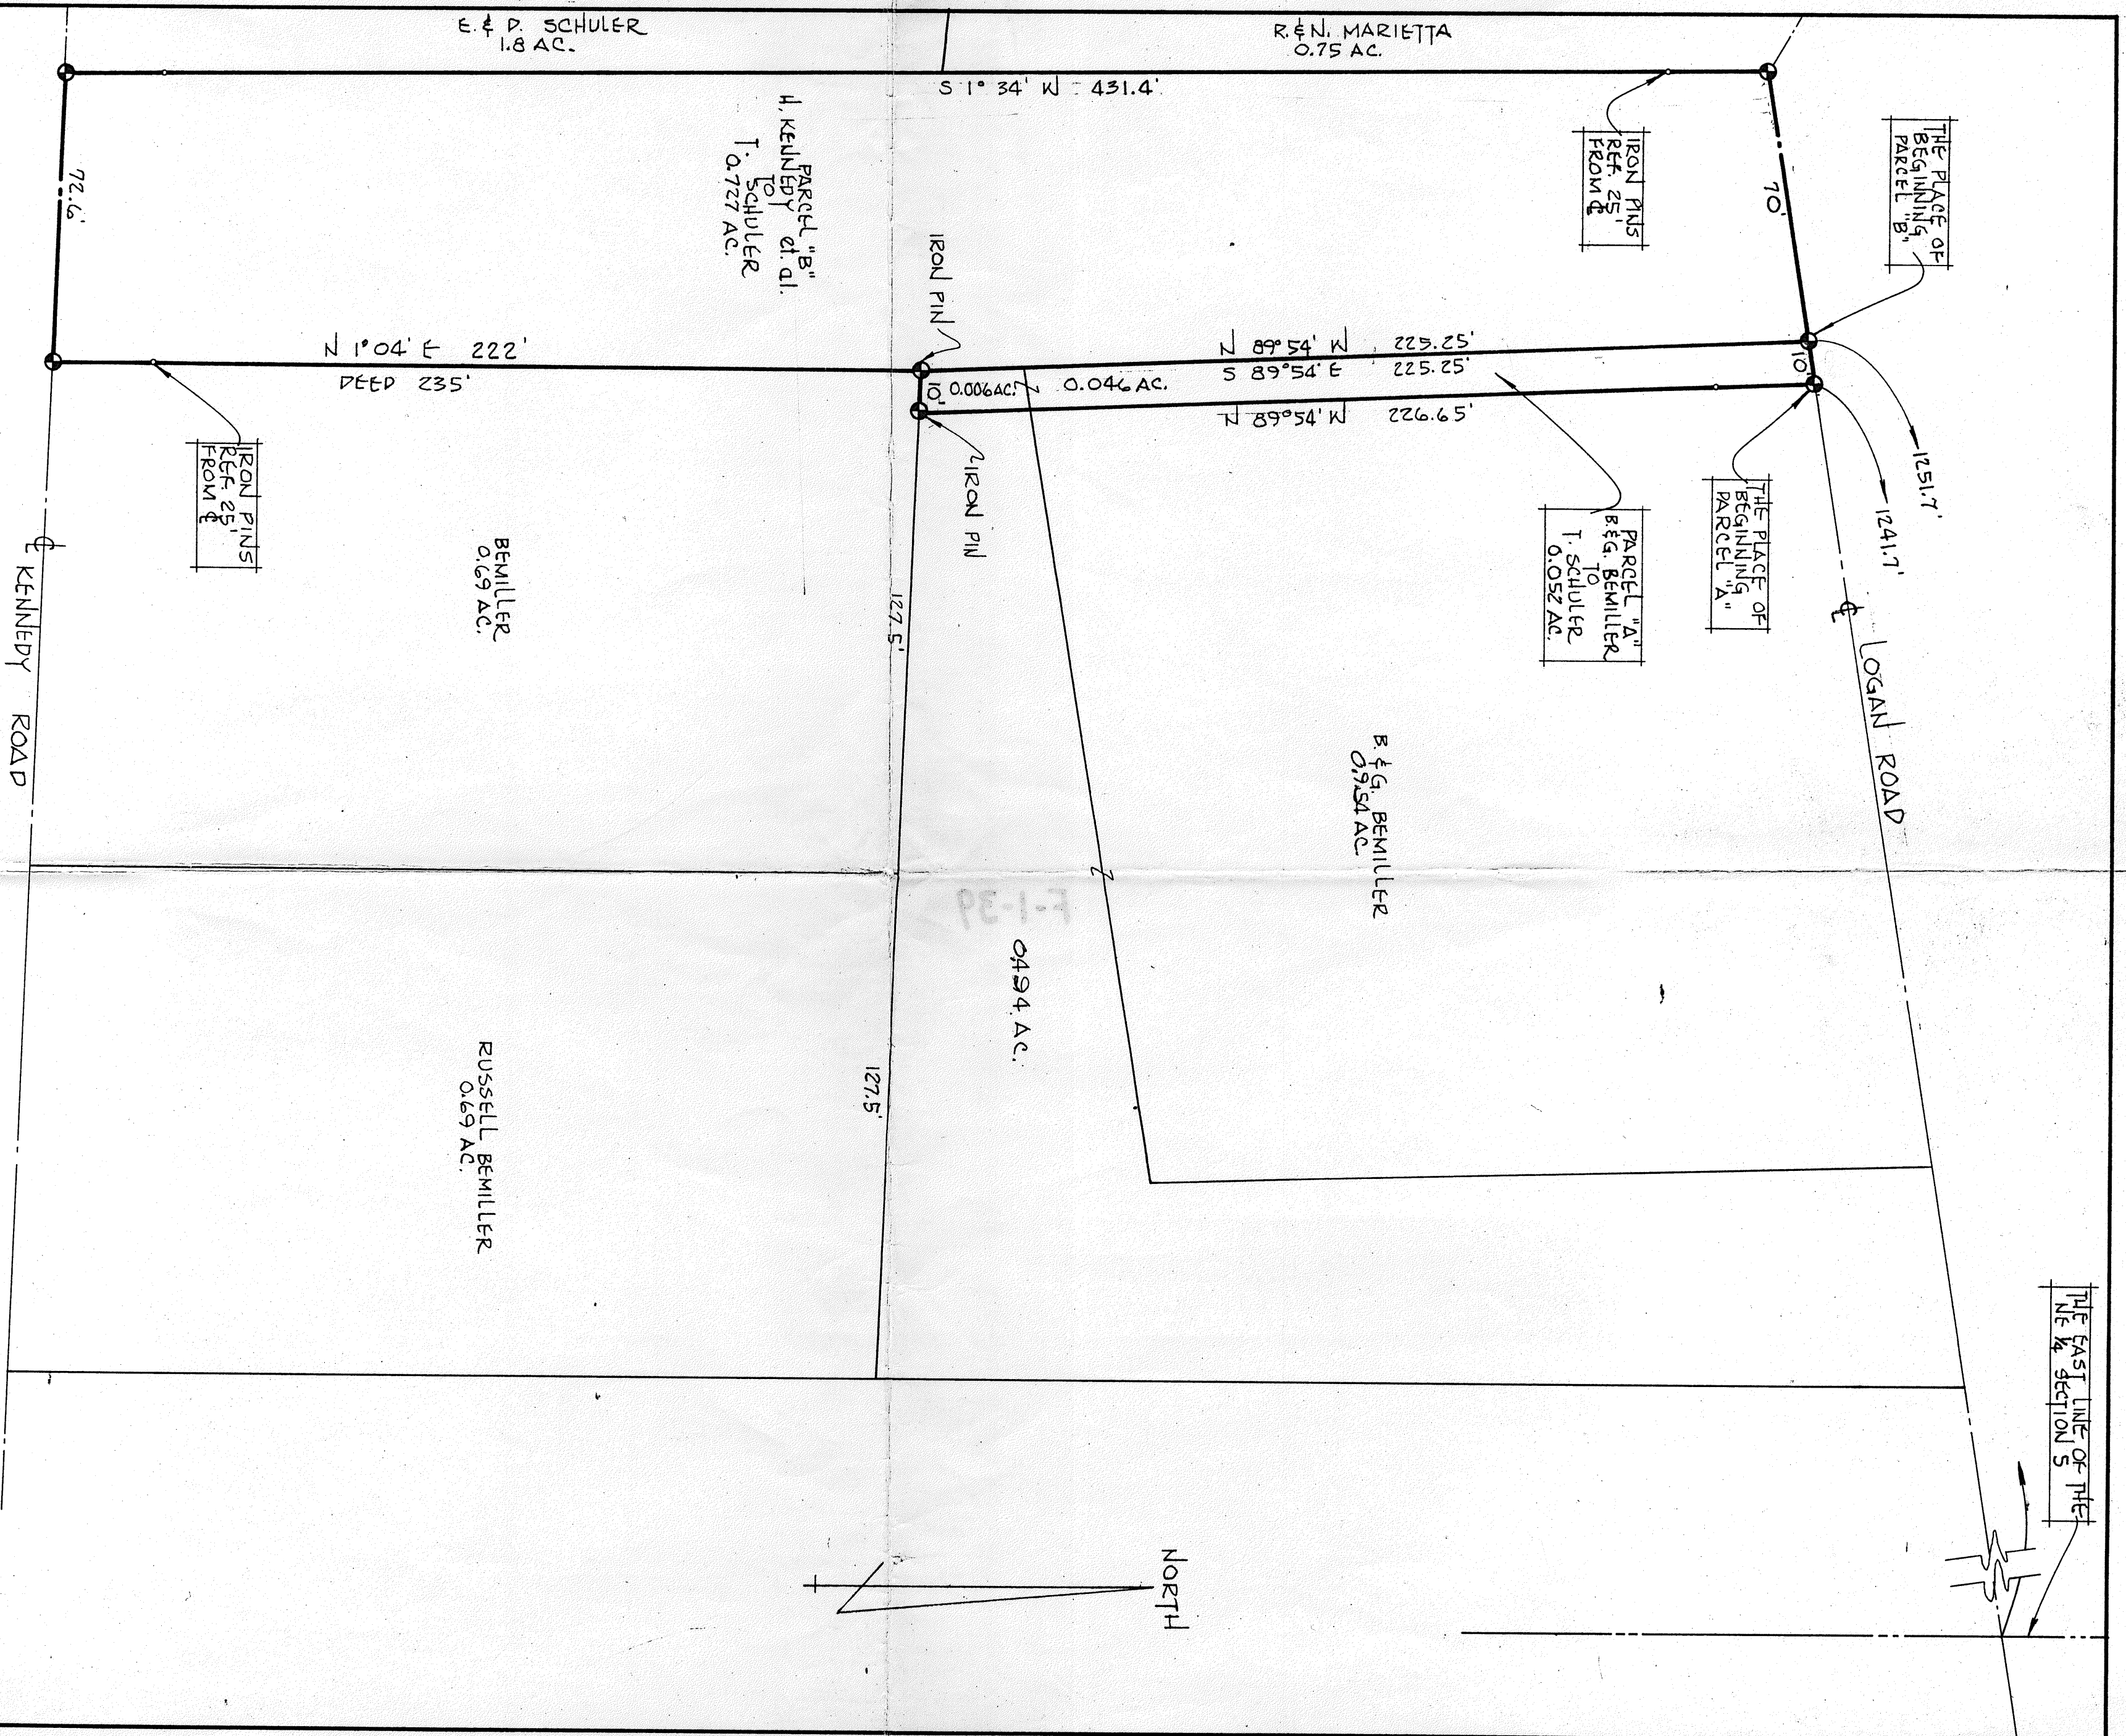 E. & D. SCHULER
1.8 AC.
R. & N. MARIETTA
0.75 AC.
S 1° 34' W - 431.4'
THE PLACE OF
BEGINNING
PARCEL "B"
IRON PINS
REF. 25'
FROM ℄
70'
72.6'
PARCEL "B"
H. KENNEDY et. al.
TO
T. SCHULER
0.727 AC.
IRON PIN
N 1° 04' E 222'
DEED 235'
N 89° 54' W 225.25'
S 89° 54' E 225.25'
10'
10'
0.006 AC.
0.046 AC.
N 89° 54' W 226.65'
1251.7'
1241.7'
IRON PINS
REF. 25'
FROM ℄
IRON PIN
PARCEL "A"
B. & G. BEMILLER
TO
T. SCHULER
0.052 AC.
THE PLACE OF
BEGINNING
PARCEL "A"
℄ KENNEDY ROAD
BEMILLER
0.69 AC.
127.5'
℄ LOGAN ROAD
B. & G. BEMILLER
0.954 AC.
F-1-39
0.494 AC.
127.5'
RUSSELL BEMILLER
0.69 AC.
THE EAST LINE OF THE
NE 1/4 SECTION 5
NORTH